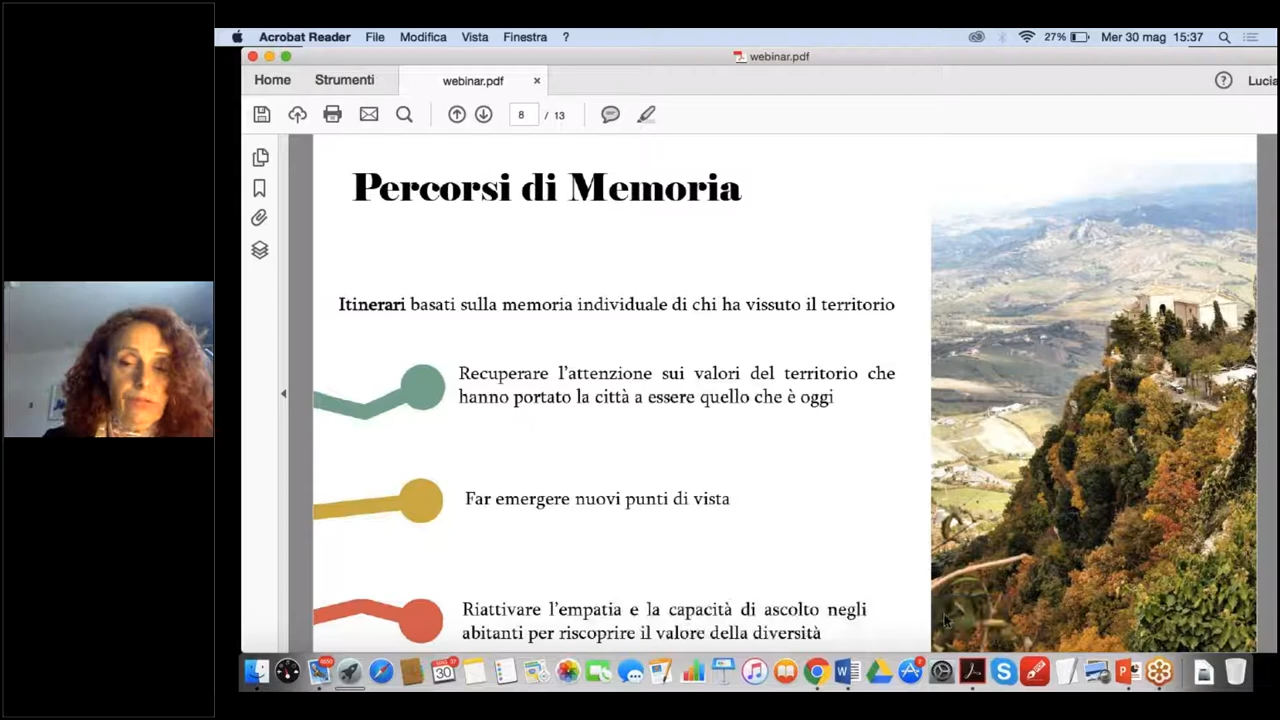 Acrobat Reader File Modifica Vista Finestra ? 27% Mer 30 mag 15:37
webinar.pdf
Home Strumenti webinar.pdf × ? Lucia
8 / 13
Percorsi di Memoria
Itinerari basati sulla memoria individuale di chi ha vissuto il territorio
Recuperare l'attenzione sui valori del territorio che
hanno portato la città a essere quello che è oggi
Far emergere nuovi punti di vista
Riattivare l'empatia e la capacità di ascolto negli
abitanti per riscoprire il valore della diversità
30